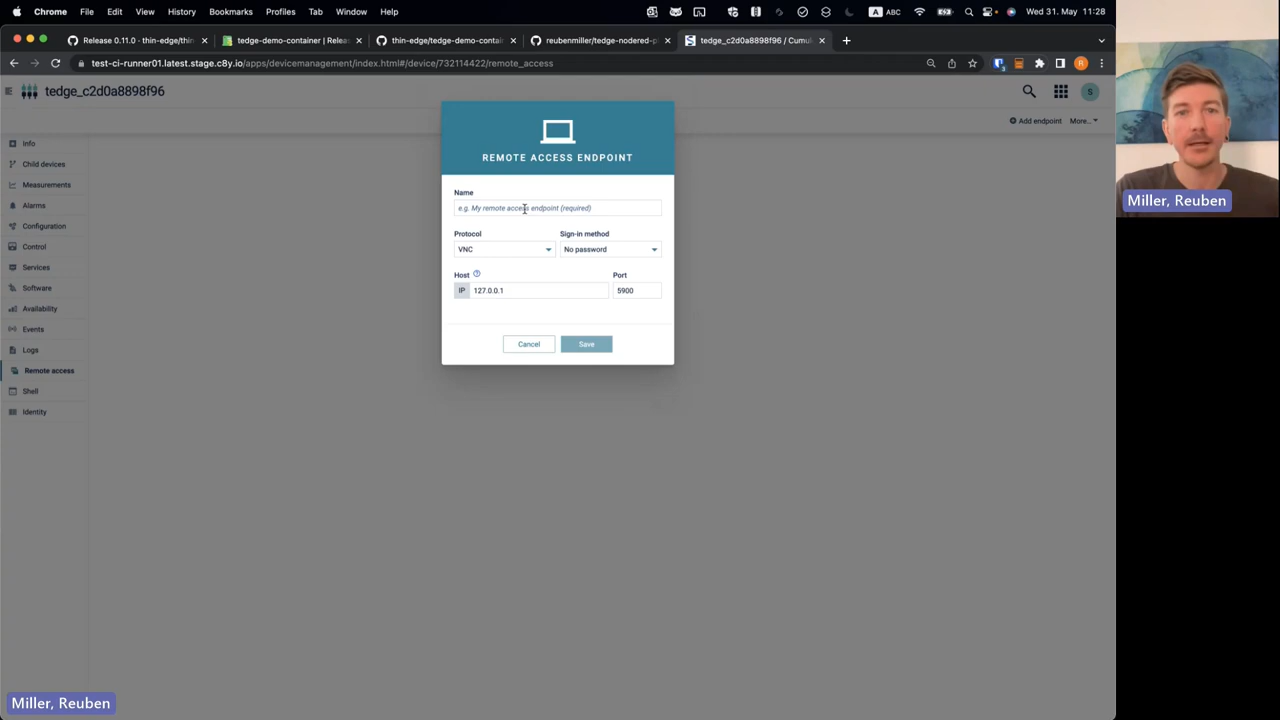 Chrome File Edit View History Bookmarks Profiles Tab Window Help
ABC
Wed 31. May 11:28
Release 0.11.0 - thin-edge/thin
tedge-demo-container | Relea
thin-edge/tedge-demo-contai
reubenmiller/tedge-nodered-p
tedge_c2d0a8898f96 / Cumul
test-ci-runner01.latest.stage.c8y.io/apps/devicemanagement/index.html#/device/732114422/remote_access
R
tedge_c2d0a8898f96
S
Add endpoint
More...
Info
Child devices
Measurements
Alarms
Configuration
Control
Services
Software
Availability
Events
Logs
Remote access
Shell
Identity
REMOTE ACCESS ENDPOINT
Name
e.g. My remote access endpoint (required)
Protocol Sign-in method
VNC No password
Host Port
IP 127.0.0.1 5900
Cancel Save
Miller, Reuben
Miller, Reuben